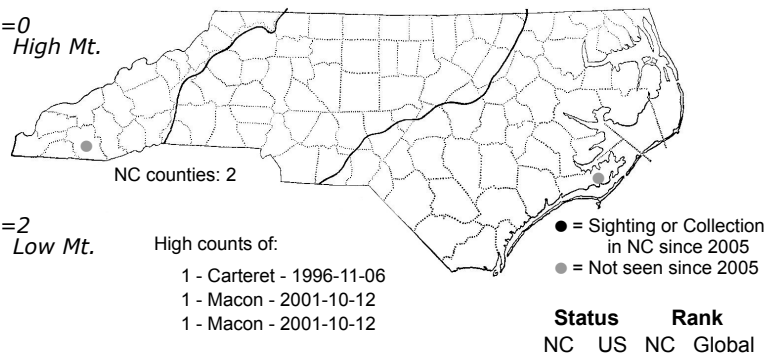 =0
High Mt.
NC counties: 2
=2
Low Mt.
High counts of:
1 - Carteret - 1996-11-06
1 - Macon - 2001-10-12
1 - Macon - 2001-10-12
● = Sighting or Collection
in NC since 2005
● = Not seen since 2005
Status Rank
NC US NC Global